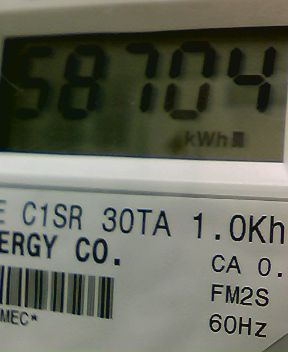 58704
kWh
E C1SR 30TA 1.0Kh
ERGY CO.
CA 0.
FM2S
MEC*
60Hz